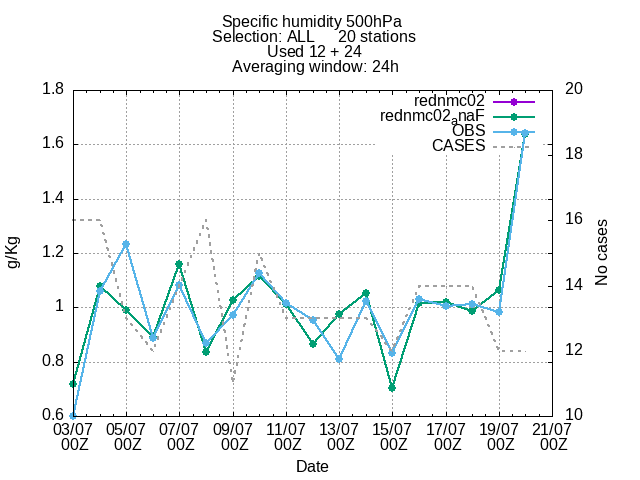 Specific humidity 500hPa
Selection: ALL 20 stations
Used 12 + 24
Averaging window: 24h
1.8
1.6
1.4
1.2
1
0.8
0.6
g/Kg
20
18
16
14
12
10
No cases
rednmc02
rednmc02anaF
OBS
CASES
03/07 05/07 07/07 09/07 11/07 13/07 15/07 17/07 19/07 21/07
00Z 00Z 00Z 00Z 00Z 00Z 00Z 00Z 00Z 00Z
Date